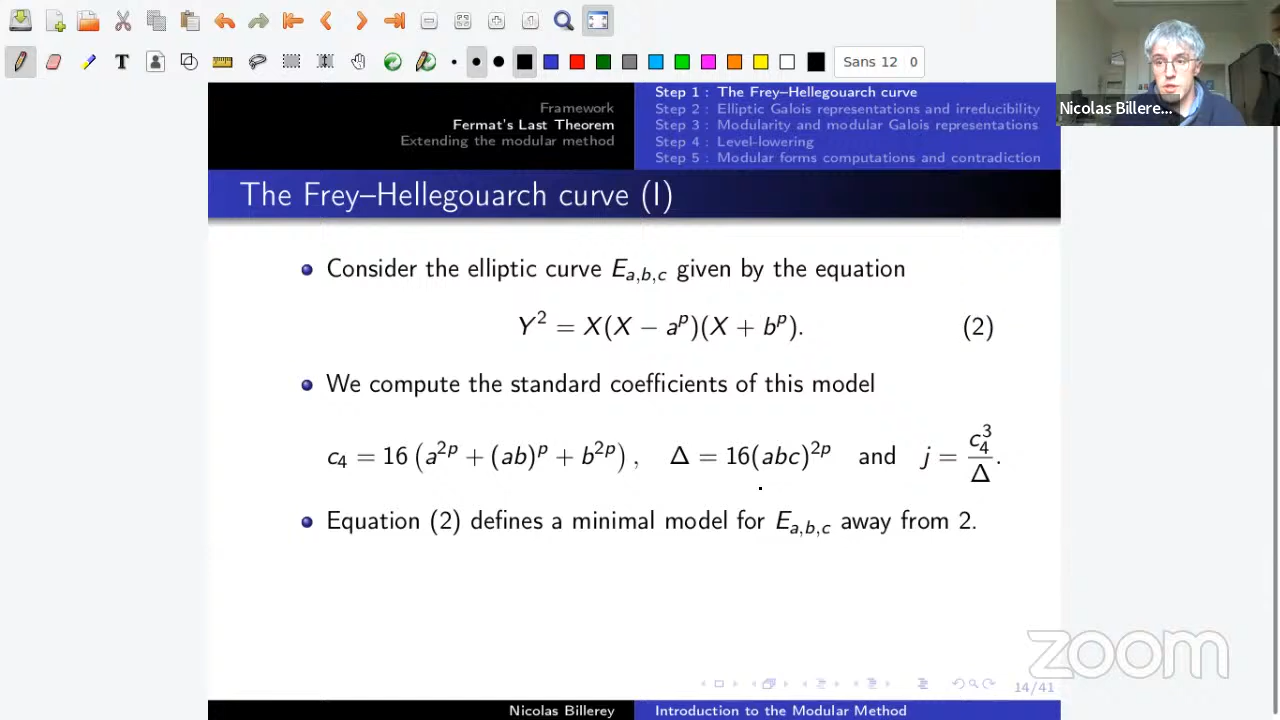 Sans 12 0
Nicolas Billere...
Framework
Fermat's Last Theorem
Extending the modular method
Step 1 : The Frey–Hellegouarch curve
Step 2 : Elliptic Galois representations and irreducibility
Step 3 : Modularity and modular Galois representations
Step 4 : Level-lowering
Step 5 : Modular forms computations and contradiction
The Frey–Hellegouarch curve (I)
Consider the elliptic curve E_{a,b,c} given by the equation
Y^2 = X(X − a^p)(X + b^p). (2)
We compute the standard coefficients of this model
c_4 = 16 (a^{2p} + (ab)^p + b^{2p}) , Δ = 16(abc)^{2p} and j = c_4^3 / Δ.
Equation (2) defines a minimal model for E_{a,b,c} away from 2.
zoom
14/41
Nicolas Billerey Introduction to the Modular Method